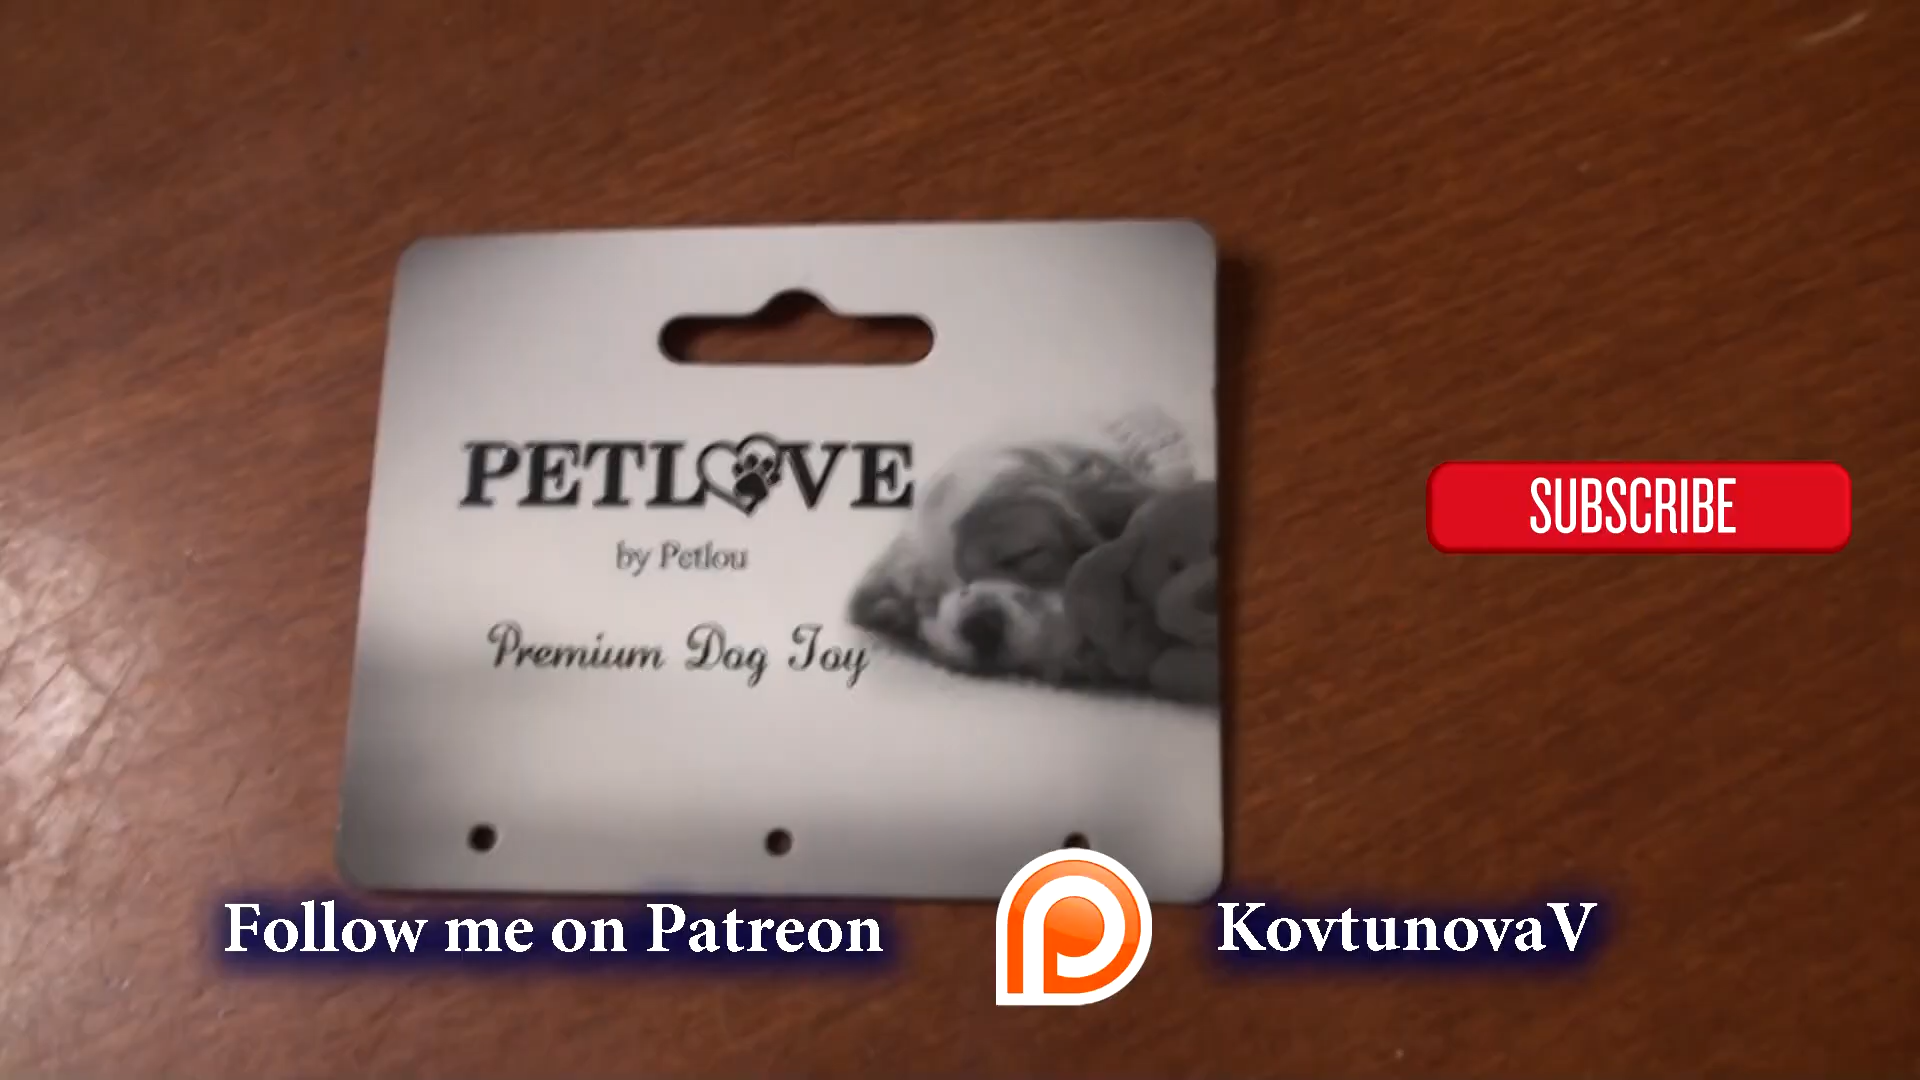 PETLOVE
by Petlou
Premium Dog Toy
SUBSCRIBE
Follow me on Patreon
KovtunovaV